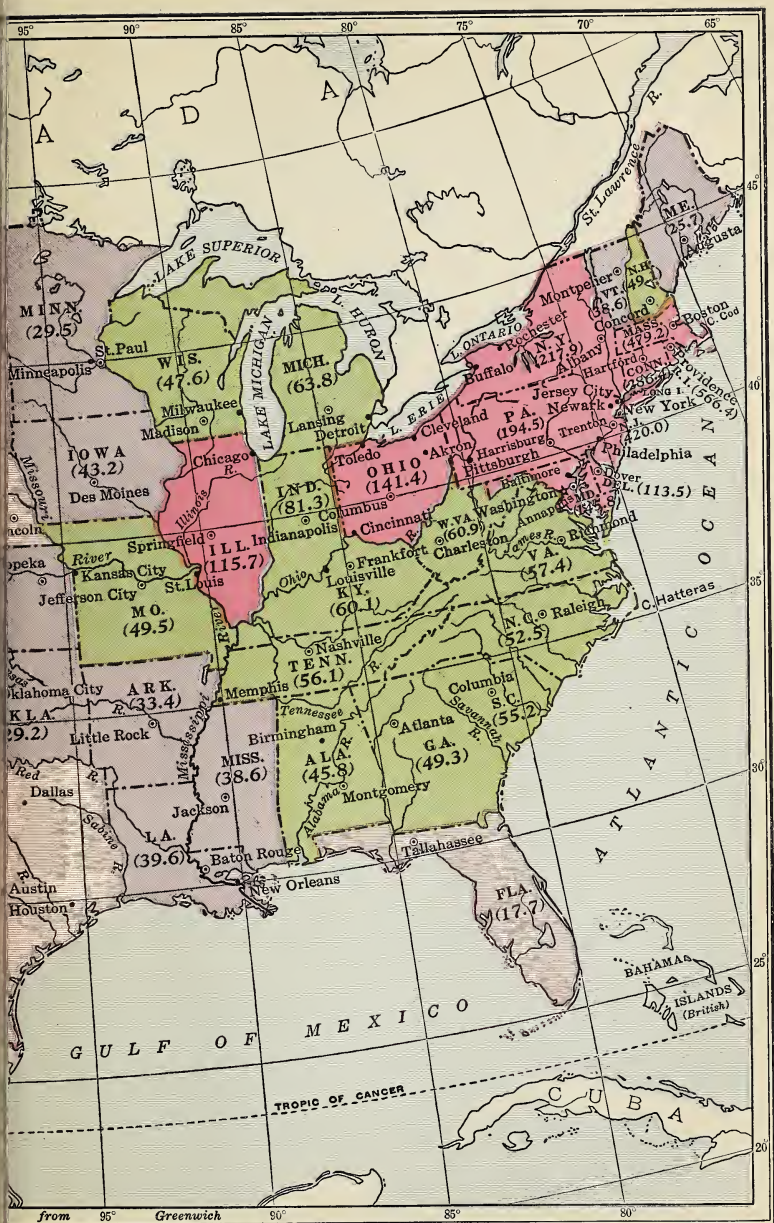 95° 90° 85° 80° 75° 70° 65°
A D A
R.
St. Lawrence
45°
ME.
(25.7)
Augusta
LAKE SUPERIOR
MINN.
(29.5)
St. Paul
Minneapolis
WIS.
(47.6)
LAKE MICHIGAN
L. HURON
MICH.
(63.8)
Milwaukee
Madison
Lansing
Detroit
L. ONTARIO
L. ERIE
Montpelier
VT.
(38.6)
N.H.
Concord
Rochester
N.Y.
Buffalo
Albany
MASS.
(479.2)
Boston
C. Cod
Hartford
CONN.
Providence
R.I. (566.4)
LONG I.
40°
Jersey City
Newark
New York
Trenton
N.J.
(420.0)
PA.
(194.5)
Harrisburg
Pittsburgh
Philadelphia
Cleveland
Akron
Toledo
OHIO
(141.4)
Columbus
Cincinnati
Baltimore
Dover
DEL. (113.5)
MD.
Washington
Annapolis
IOWA
(43.2)
Des Moines
Missouri
Chicago
R.
Illinois
IND.
(81.3)
Indianapolis
Springfield
ILL.
(115.7)
W.VA.
(60.9)
Charleston
James R.
Richmond
VA.
(57.4)
R.
35°
ncoln
opeka
River
Kansas City
Jefferson City
St. Louis
MO.
(49.5)
River
Ohio
Frankfort
Louisville
KY.
(60.1)
C. Hatteras
N.C.
52.5
Raleigh
Nashville
TENN.
(56.1)
R.
Memphis
Tennessee
Columbia
S.C.
(55.2)
Savannah
R.
sas
klahoma City
KLA.
29.2)
ARK.
(33.4)
R.
Little Rock
Mississippi
Birmingham
ALA.
(45.8)
R.
Alabama
Montgomery
Atlanta
GA.
(49.3)
MISS.
(38.6)
Jackson
30°
Red
R.
Dallas
Sabine
R.
R.
LA.
(39.6)
Baton Rouge
New Orleans
Austin
Houston
Tallahassee
FLA.
(17.7)
ATLANTIC OCEAN
25°
BAHAMA
ISLANDS
(British)
GULF OF MEXICO
TROPIC OF CANCER
CUBA
20°
from 95° Greenwich 90° 85° 80°